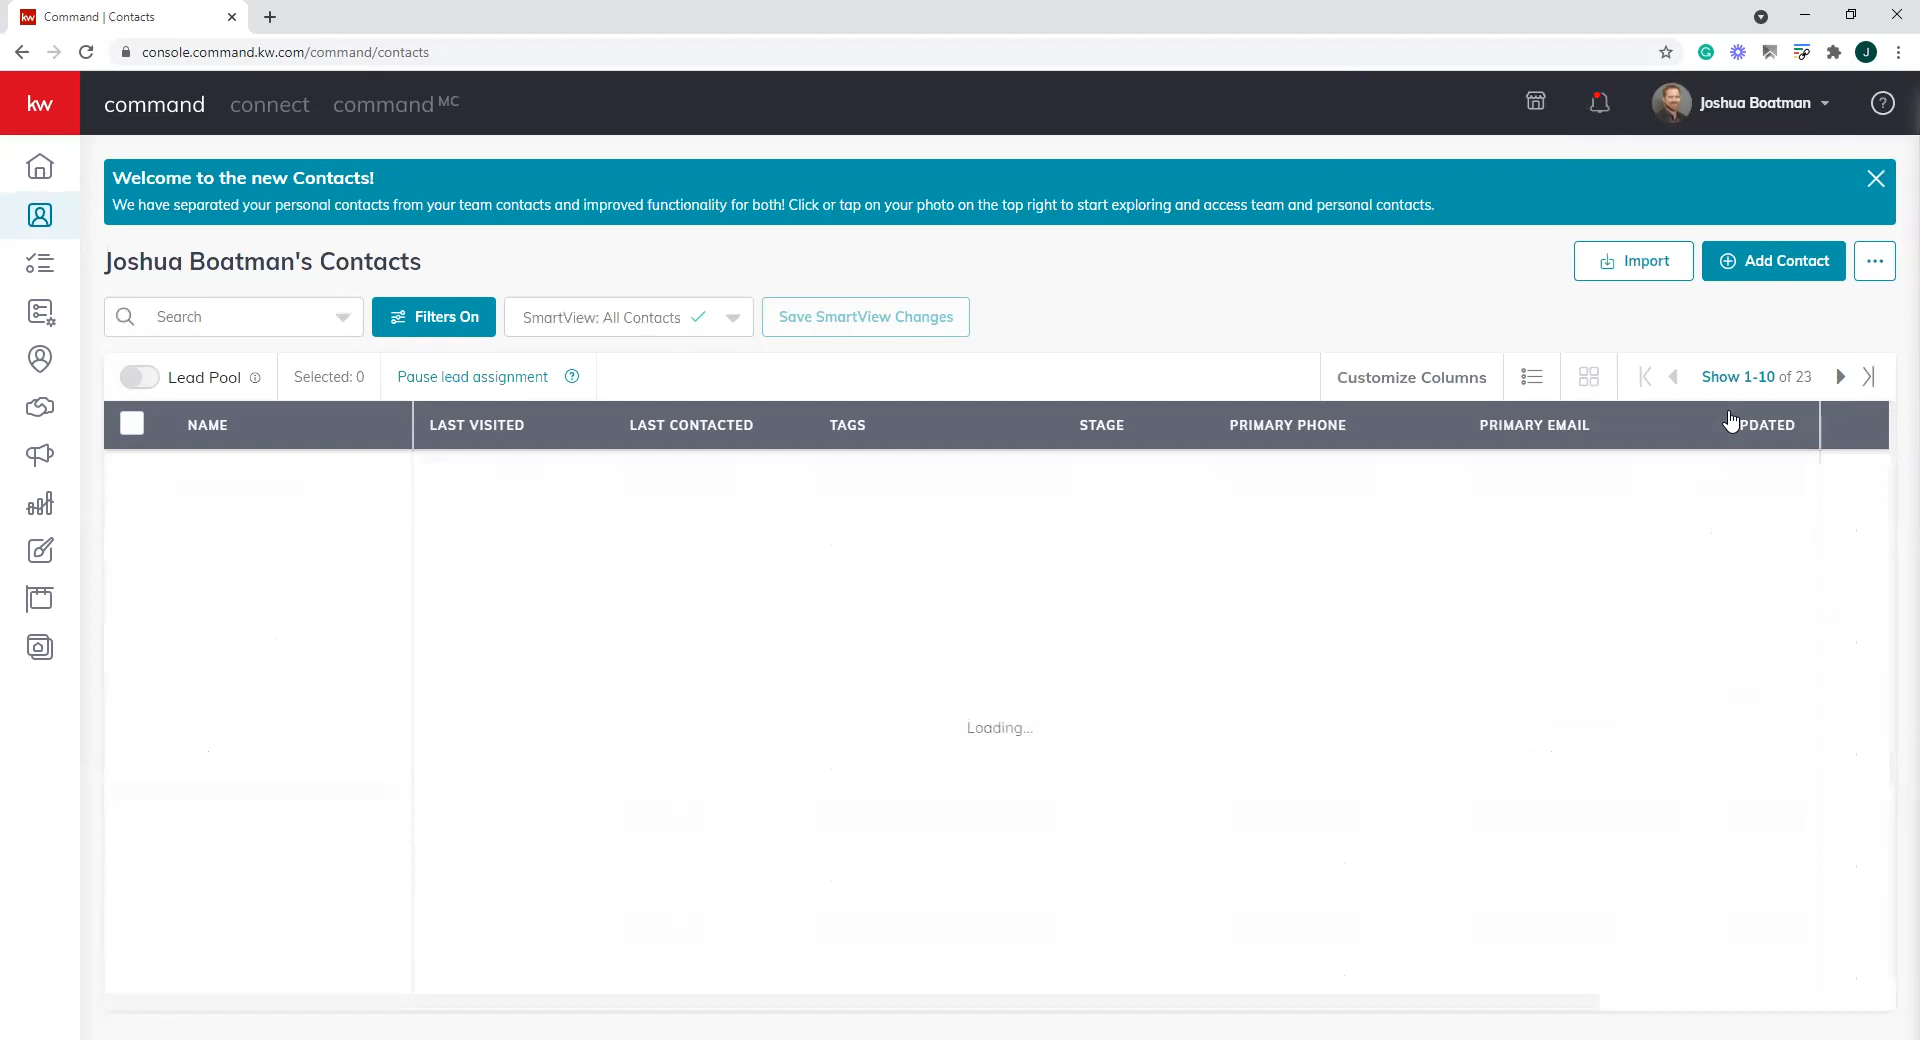 Command | Contacts
console.command.kw.com/command/contacts
J
kw
command connect command MC
Joshua Boatman
Welcome to the new Contacts!
We have separated your personal contacts from your team contacts and improved functionality for both! Click or tap on your photo on the top right to start exploring and access team and personal contacts.
Joshua Boatman's Contacts
Import
Add Contact
Search
Filters On
SmartView: All Contacts
Save SmartView Changes
Lead Pool
Selected: 0
Pause lead assignment
Customize Columns
Show 1-10 of 23
NAME LAST VISITED LAST CONTACTED TAGS STAGE PRIMARY PHONE PRIMARY EMAIL PDATED
Loading...